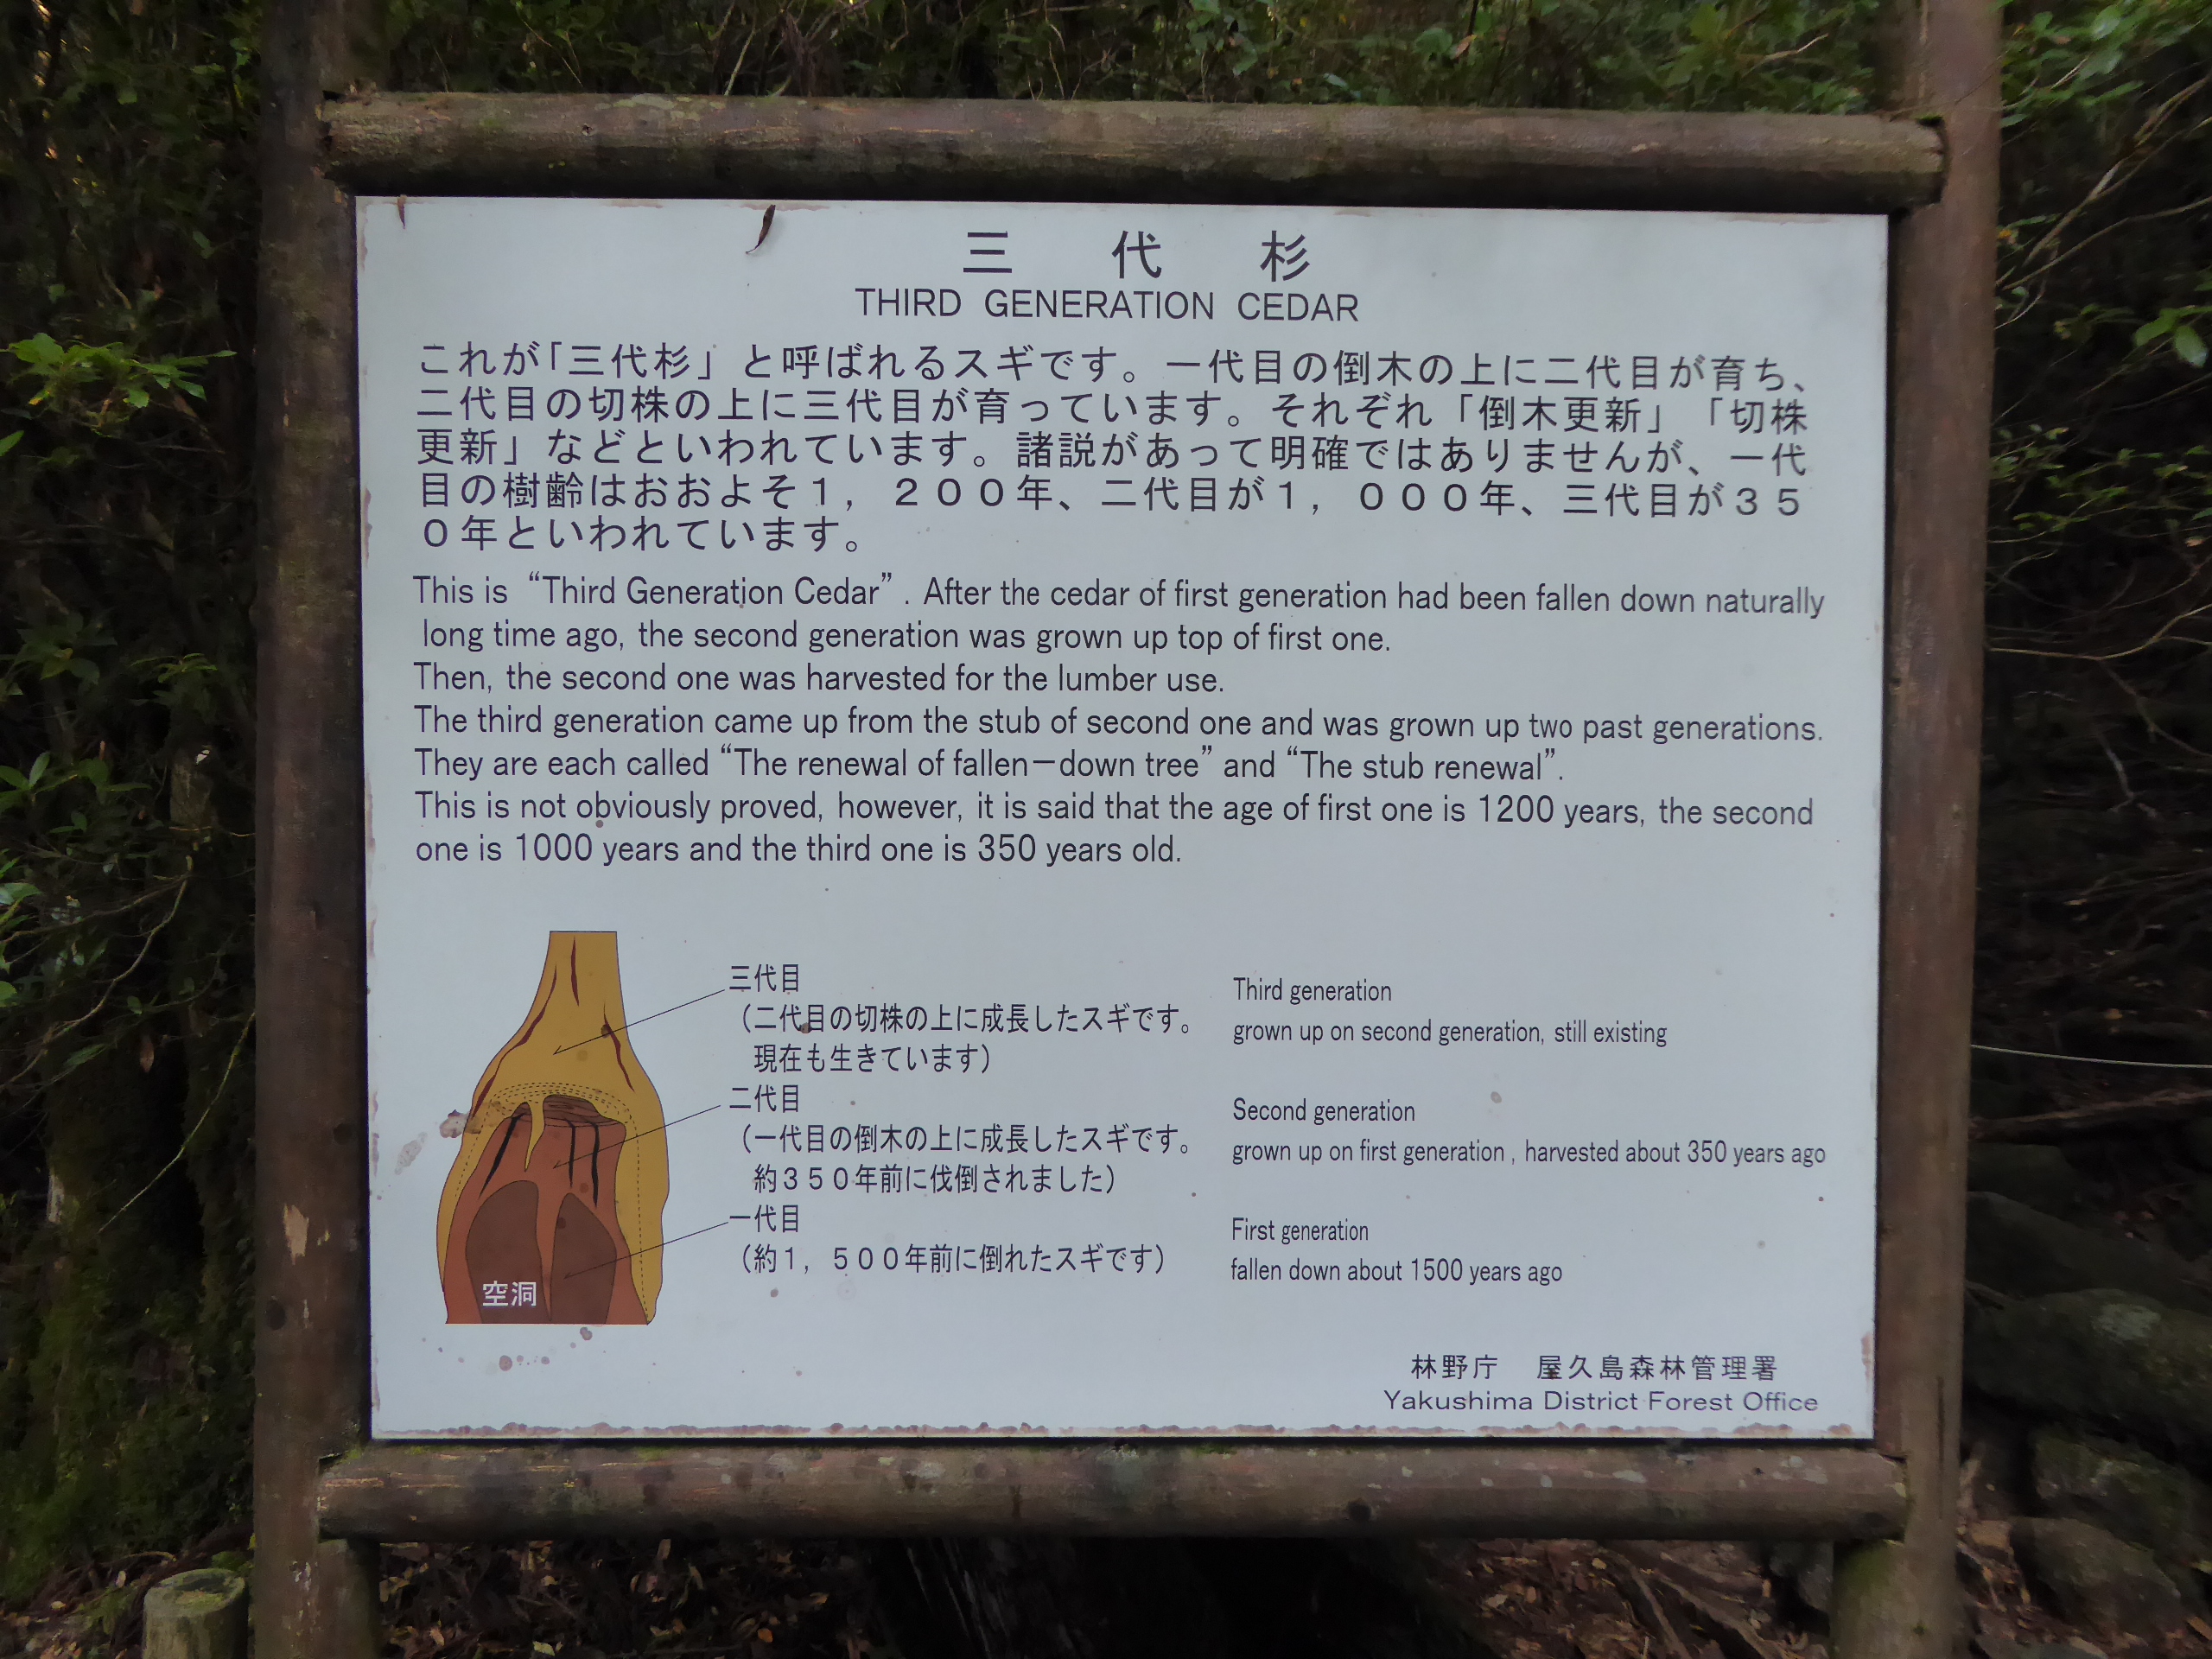 三 代 杉
THIRD GENERATION CEDAR
これが「三代杉」と呼ばれるスギです。一代目の倒木の上に二代目が育ち、
二代目の切株の上に三代目が育っています。それぞれ「倒木更新」「切株
更新」などといわれています。諸説があって明確ではありませんが、一代
目の樹齢はおおよそ１，２００年、二代目が１，０００年、三代目が３５
０年といわれています。
This is “Third Generation Cedar” . After the cedar of first generation had been fallen down naturally
long time ago, the second generation was grown up top of first one.
Then, the second one was harvested for the lumber use.
The third generation came up from the stub of second one and was grown up two past generations.
They are each called “The renewal of fallen－down tree” and “The stub renewal”.
This is not obviously proved, however, it is said that the age of first one is 1200 years, the second
one is 1000 years and the third one is 350 years old.
三代目
（二代目の切株の上に成長したスギです。
現在も生きています）
Third generation
grown up on second generation, still existing
二代目
（一代目の倒木の上に成長したスギです。
約３５０年前に伐倒されました）
Second generation
grown up on first generation , harvested about 350 years ago
一代目
（約１，５００年前に倒れたスギです）
First generation
fallen down about 1500 years ago
空洞
林野庁 屋久島森林管理署
Yakushima District Forest Office